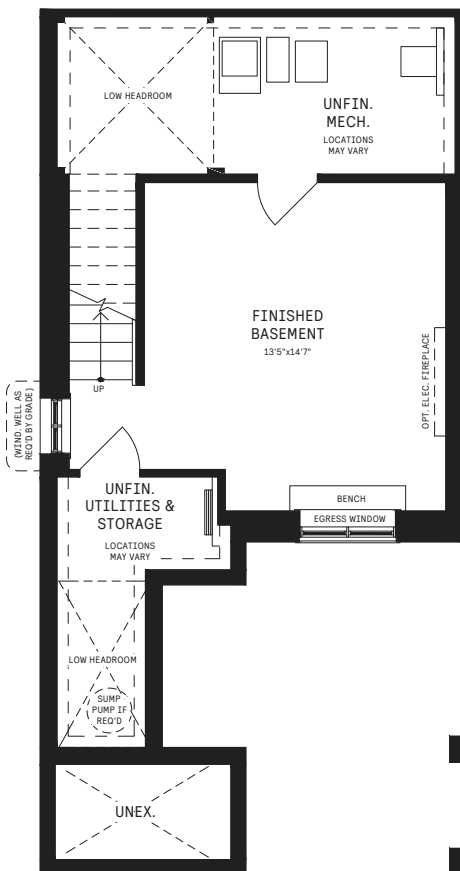 LOW HEADROOM
UNFIN.
MECH.
LOCATIONS
MAY VARY
FINISHED
BASEMENT
13'5"x14'7"
OPT. ELEC. FIREPLACE
UP
(WIND. WELL AS
REQ'D BY GRADE)
UNFIN.
UTILITIES &
STORAGE
LOCATIONS
MAY VARY
BENCH
EGRESS WINDOW
LOW HEADROOM
SUMP
PUMP IF
REQ'D
UNEX.